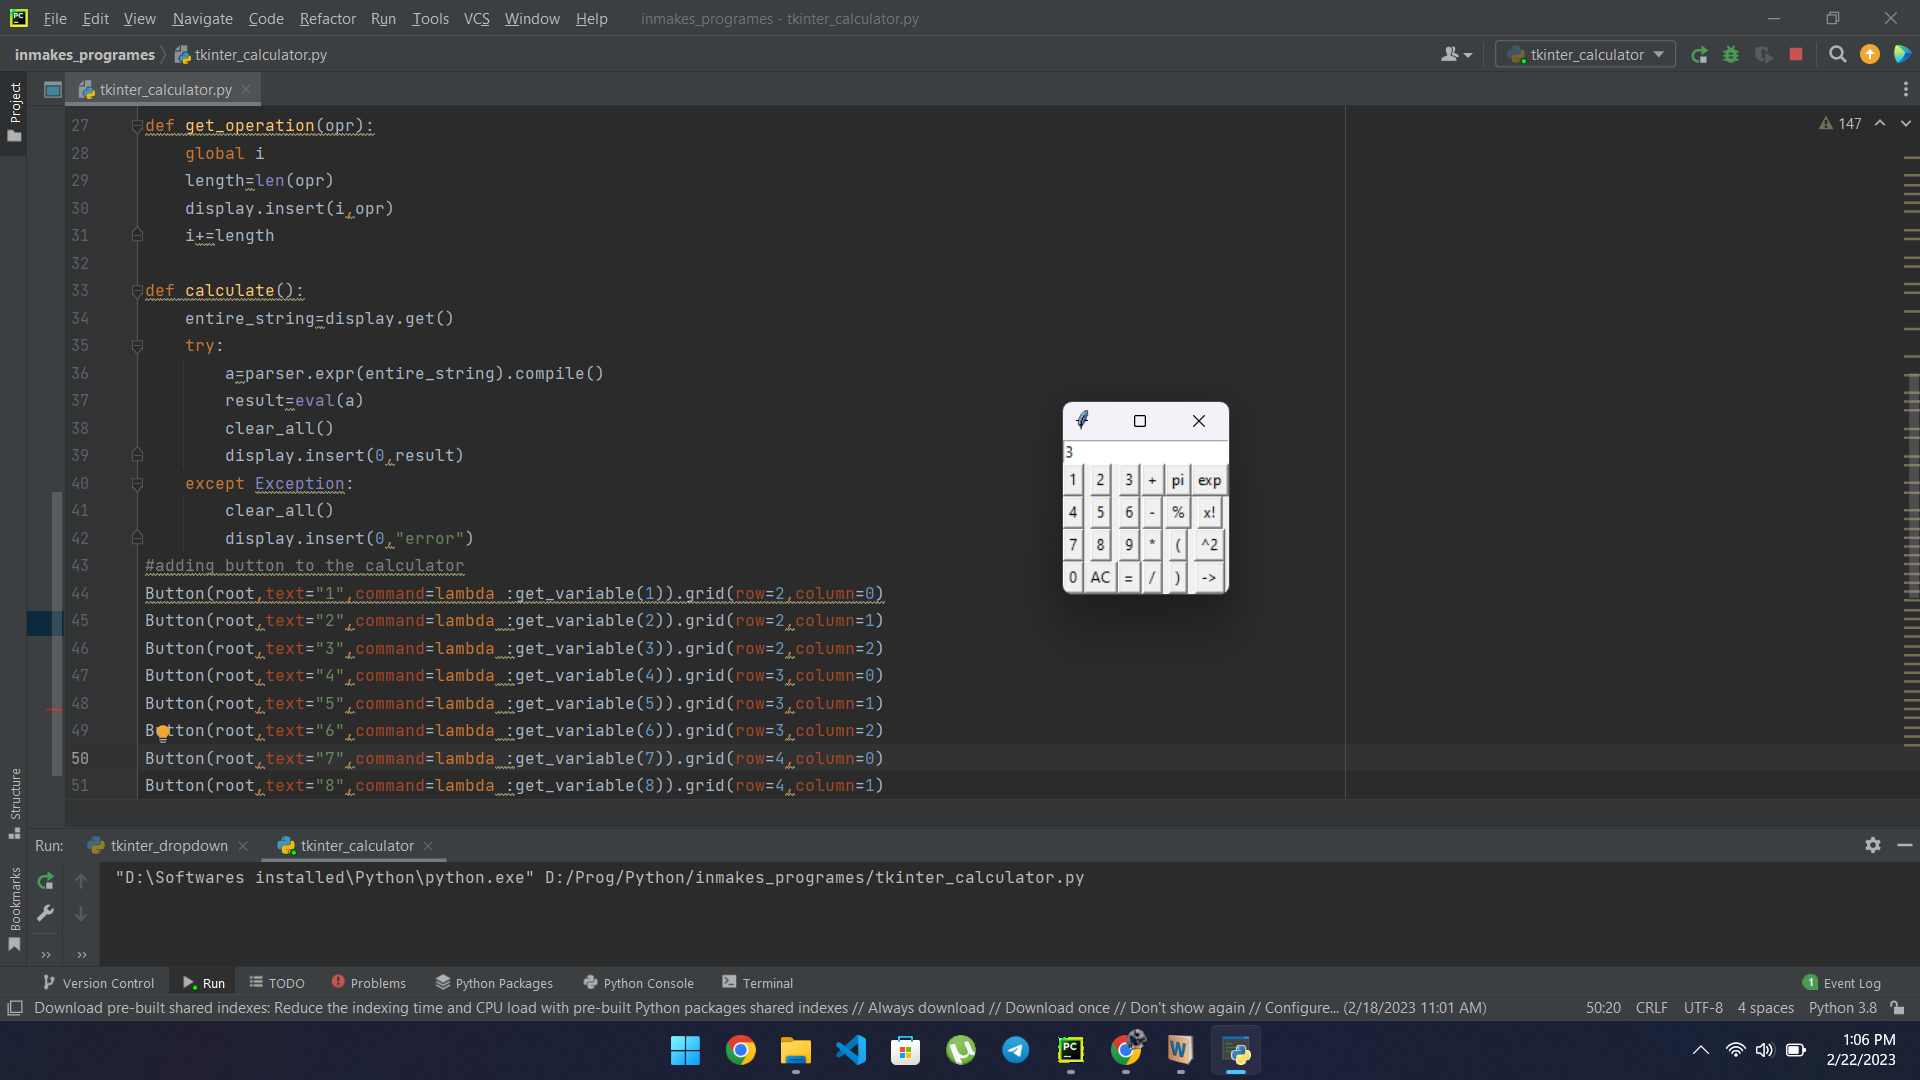 File Edit View Navigate Code Refactor Run Tools VCS Window Help inmakes_programes - tkinter_calculator.py
inmakes_programes tkinter_calculator.py tkinter_calculator
Project
tkinter_calculator.py
147
27 def get_operation(opr):
28 global i
29 length=len(opr)
30 display.insert(i,opr)
31 i+=length
32
33 def calculate():
34 entire_string=display.get()
35 try:
36 a=parser.expr(entire_string).compile()
37 result=eval(a)
38 clear_all()
39 display.insert(0,result)
40 except Exception:
41 clear_all()
42 display.insert(0,"error")
43 #adding button to the calculator
44 Button(root,text="1",command=lambda :get_variable(1)).grid(row=2,column=0)
45 Button(root,text="2",command=lambda :get_variable(2)).grid(row=2,column=1)
46 Button(root,text="3",command=lambda :get_variable(3)).grid(row=2,column=2)
47 Button(root,text="4",command=lambda :get_variable(4)).grid(row=3,column=0)
48 Button(root,text="5",command=lambda :get_variable(5)).grid(row=3,column=1)
49 Button(root,text="6",command=lambda :get_variable(6)).grid(row=3,column=2)
50 Button(root,text="7",command=lambda :get_variable(7)).grid(row=4,column=0)
51 Button(root,text="8",command=lambda :get_variable(8)).grid(row=4,column=1)
3
1 2 3 + pi exp
4 5 6 - % x!
7 8 9 * ( ^2
0 AC = / ) ->
Structure
Bookmarks
Run: tkinter_dropdown tkinter_calculator
"D:\Softwares installed\Python\python.exe" D:/Prog/Python/inmakes_programes/tkinter_calculator.py
Version Control Run TODO Problems Python Packages Python Console Terminal 1 Event Log
Download pre-built shared indexes: Reduce the indexing time and CPU load with pre-built Python packages shared indexes // Always download // Download once // Don't show again // Configure... (2/18/2023 11:01 AM) 50:20 CRLF UTF-8 4 spaces Python 3.8
1:06 PM
2/22/2023